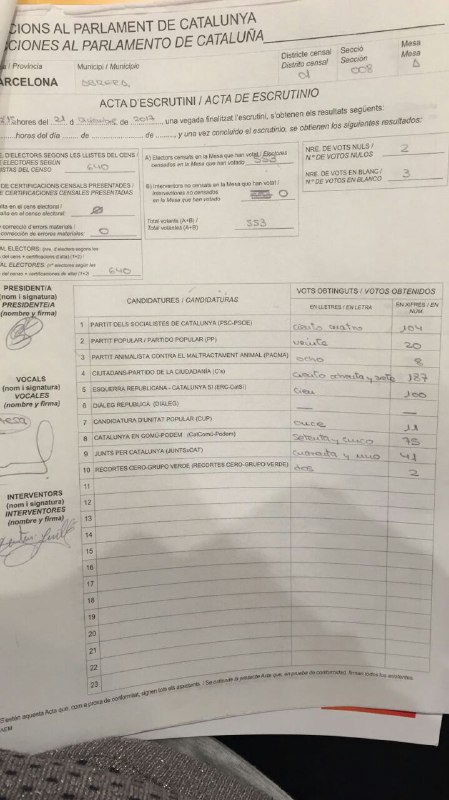 CIONS AL PARLAMENT DE CATALUNYA
CCIONES AL PARLAMENTO DE CATALUÑA
a / Provincia
Municipi / Municipio
Districte censal
Distrito censal
01
Secció
Sección
008
Mesa
Mesa
ARCELONA
ACTA D'ESCRUTINI / ACTA DE ESCRUTINIO
hores del 21 d 2017, una vegada finalitzat l'escrutini, s'obtenen els resultats següents:
horas del día de de y una vez concluido el escrutinio, se obtienen los siguientes resultados:
D'ELECTORS SEGONS LES LLISTES DEL CENS /
ELECTORES SEGÚN
ISTAS DEL CENSO
640
DE CERTIFICACIONS CENSALS PRESENTADES /
E CERTIFICACIONES CENSALES PRESENTADAS
alta en el cens electoral /
alta en el censo electoral:
0
correcció d'errors materials /
corrección de errores materiales:
0
AL ELECTORS: (nre. d'electors segons les
del cens + certificacions d'alta) (1+2) /
AL ELECTORES: (nº electores según las
del censo + certificaciones de alta) (1+2)
640
A) Electors censats en la Mesa que han votat / Electores
censados en la Mesa que han votado
553
B) Interventors no censats en la Mesa que han votat /
Interventores no censados
en la Mesa que han votado
0
Total votants (A+B) /
Total votantes (A+B)
553
NRE. DE VOTS NULS /
N.º DE VOTOS NULOS
2
NRE. DE VOTS EN BLANC /
N.º DE VOTOS EN BLANCO
3
PRESIDENT/A
(nom i signatura)
PRESIDENTE/A
(nombre y firma)
VOCALS
(nom i signatura)
VOCALES
(nombre y firma)
INTERVENTORS
(nom i signatura)
INTERVENTORES
(nombre y firma)
CANDIDATURES / CANDIDATURAS
VOTS OBTINGUTS / VOTOS OBTENIDOS
EN LLETRES / EN LETRA
EN XIFRES / EN NÚM
1 PARTIT DELS SOCIALISTES DE CATALUNYA (PSC-PSOE) ciento cuatro 104
2 PARTIT POPULAR / PARTIDO POPULAR (PP) veinte 20
3 PARTIT ANIMALISTA CONTRA EL MALTRACTAMENT ANIMAL (PACMA) ocho 8
4 CIUTADANS-PARTIDO DE LA CIUDADANÍA (C's) ciento ochenta y siete 187
5 ESQUERRA REPUBLICANA - CATALUNYA SÍ (ERC-CatSí) cien 100
6 DIÀLEG REPUBLICÀ (DIÀLEG) — —
7 CANDIDATURA D'UNITAT POPULAR (CUP) once 11
8 CATALUNYA EN COMÚ-PODEM (CatComú-Podem) setenta y cinco 75
9 JUNTS PER CATALUNYA (JUNTSxCAT) cuarenta y uno 41
10 RECORTES CERO-GRUPO VERDE (RECORTES CERO-GRUPO VERDE) dos 2
11
12
13
14
15
16
17
18
19
20
21
22
23
S'estén aquesta Acta que, com a prova de conformitat, signen tots els assistents. / Se extiende la presente Acta que, en prueba de conformidad, firman todos los asistentes.